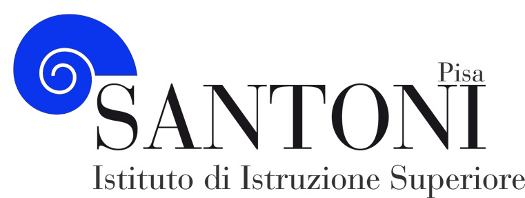 Pisa
SANTONI
Istituto di Istruzione Superiore